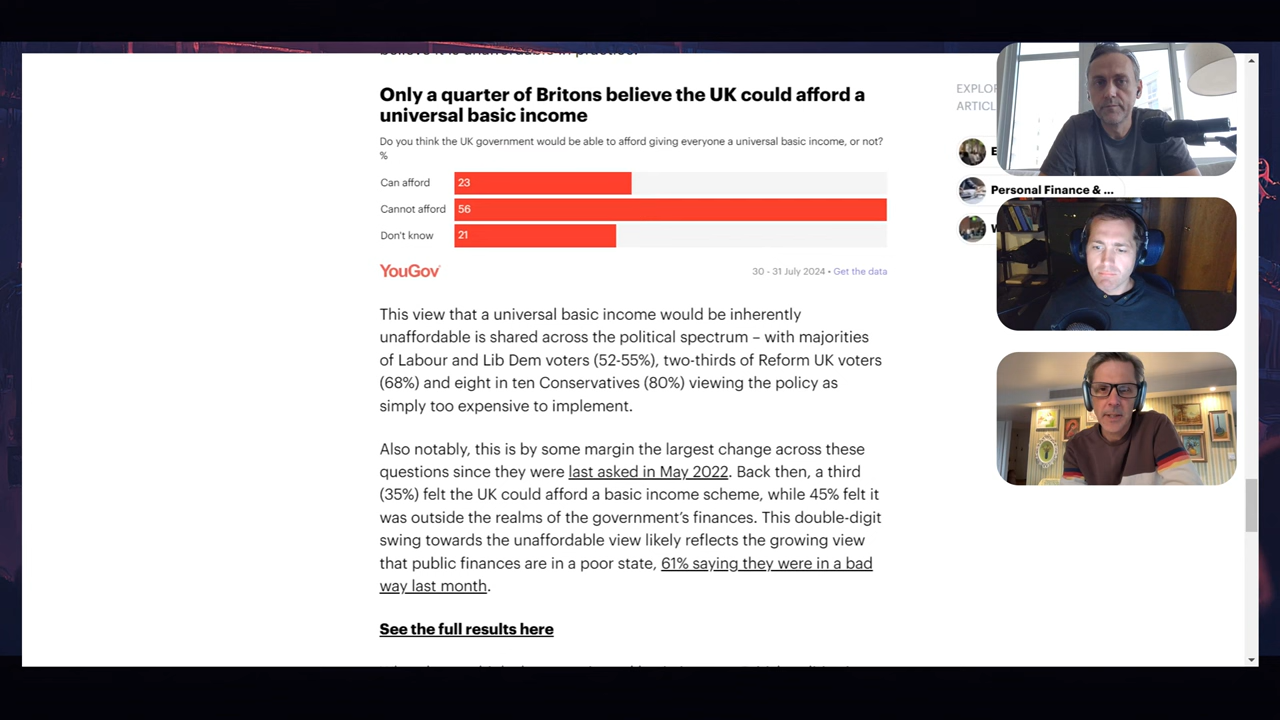 Only a quarter of Britons believe the UK could afford a
universal basic income
Do you think the UK government would be able to afford giving everyone a universal basic income, or not?
%
Can afford 23
Cannot afford 56
Don't know 21
YouGov 30 - 31 July 2024 • Get the data
This view that a universal basic income would be inherently
unaffordable is shared across the political spectrum – with majorities
of Labour and Lib Dem voters (52-55%), two-thirds of Reform UK voters
(68%) and eight in ten Conservatives (80%) viewing the policy as
simply too expensive to implement.
Also notably, this is by some margin the largest change across these
questions since they were last asked in May 2022. Back then, a third
(35%) felt the UK could afford a basic income scheme, while 45% felt it
was outside the realms of the government's finances. This double-digit
swing towards the unaffordable view likely reflects the growing view
that public finances are in a poor state, 61% saying they were in a bad
way last month.
See the full results here
Personal Finance & ...